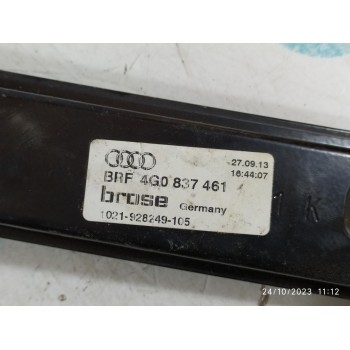 27.09.13
16:44:07
BRF 4G0 837 461
brose Germany
1021-928249-105
1K
24/10/2023 11:12